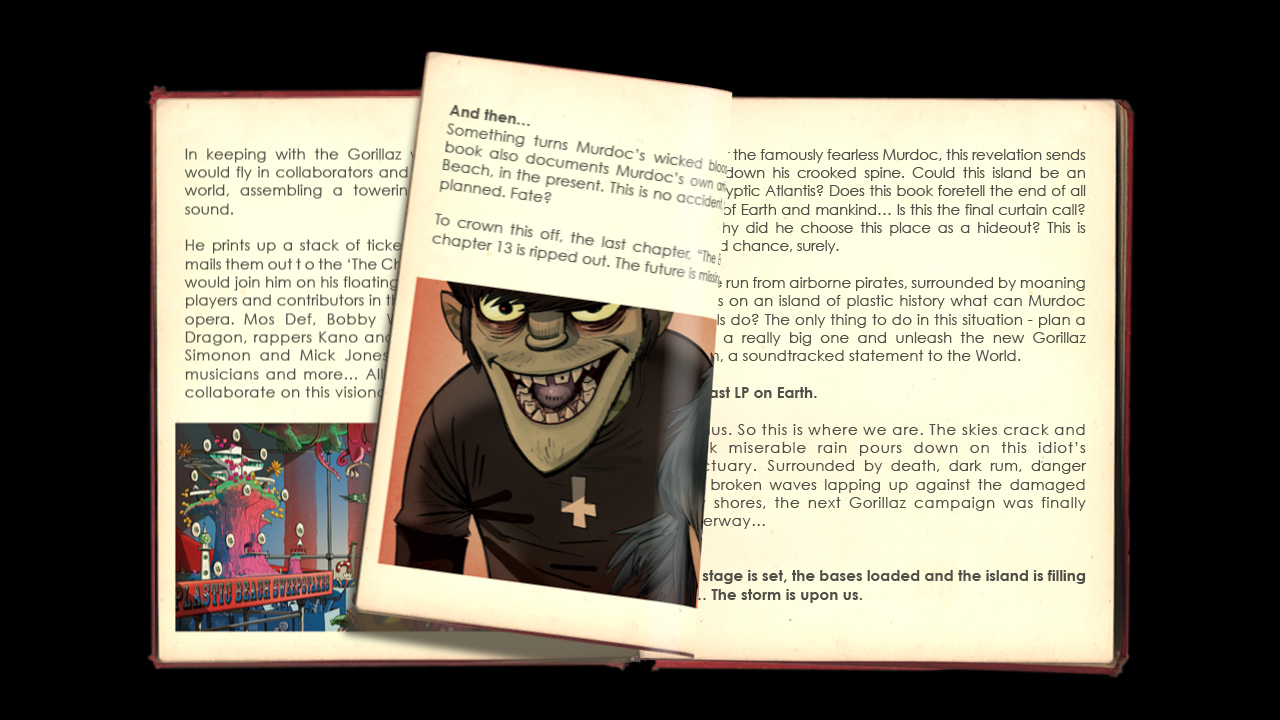 In keeping with the Gorillaz
would fly in collaborators and
world, assembling a towerin
sound.
He prints up a stack of ticke
mails them out t o the ‘The Ch
would join him on his floating
players and contributors in t
opera. Mos Def, Bobby
Dragon, rappers Kano and
Simonon and Mick Jones
musicians and more… All
collaborate on this vision
PLASTIC BEACH SWEEPSTAKES
And then…
Something turns Murdoc’s wicked bloo
book also documents Murdoc’s own
Beach, in the present. This is no accident
planned. Fate?
To crown this off, the last chapter, “The
chapter 13 is ripped out. The future is missing
the famously fearless Murdoc, this revelation sends
down his crooked spine. Could this island be an
yptic Atlantis? Does this book foretell the end of all
of Earth and mankind… Is this the final curtain call?
hy did he choose this place as a hideout? This is
d chance, surely.
run from airborne pirates, surrounded by moaning
s on an island of plastic history what can Murdoc
ls do? The only thing to do in this situation - plan a
a really big one and unleash the new Gorillaz
, a soundtracked statement to the World.
ast LP on Earth.
us. So this is where we are. The skies crack and
k miserable rain pours down on this idiot’s
ctuary. Surrounded by death, dark rum, danger
broken waves lapping up against the damaged
shores, the next Gorillaz campaign was finally
erway…
stage is set, the bases loaded and the island is filling
.. The storm is upon us.